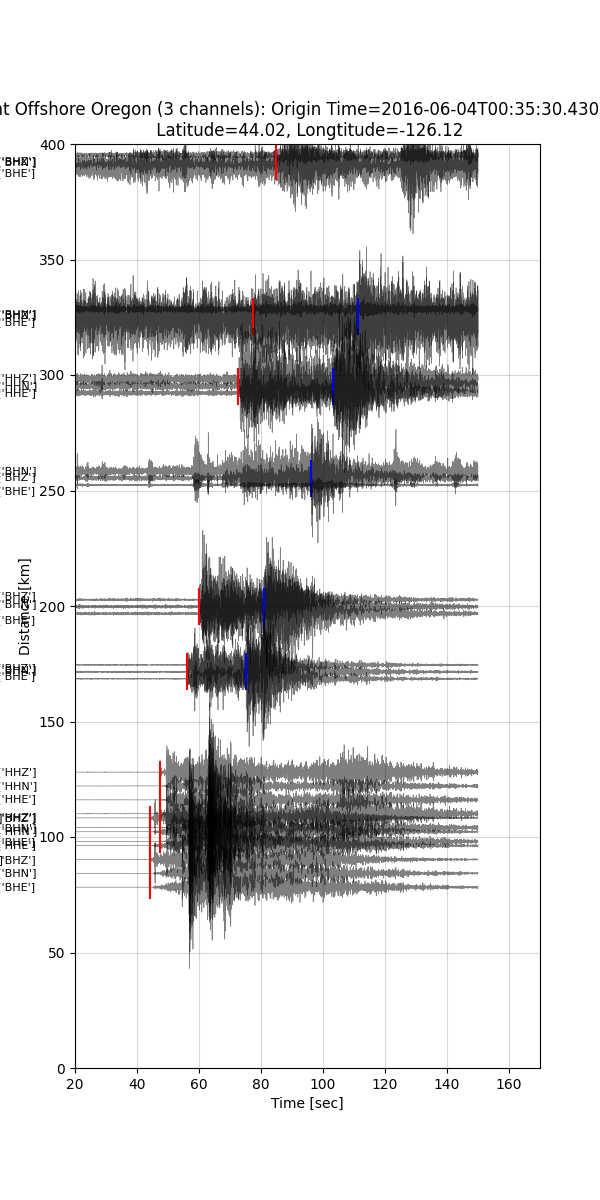 nt Offshore Oregon (3 channels): Origin Time=2016-06-04T00:35:30.430
Latitude=44.02, Longtitude=-126.12
400
'BHE']
350
BHE']
300
HHZ']
HHE']
'BHN']
BHZ'
'BHE']
250
200
BHZ']
BHN'
'BHE'
BHE']
150
'HHZ']
'HHN']
'HHE']
100
BHZ']
'BHN']
'BHE']
50
0
Distance [km]
20 40 60 80 100 120 140 160
Time [sec]